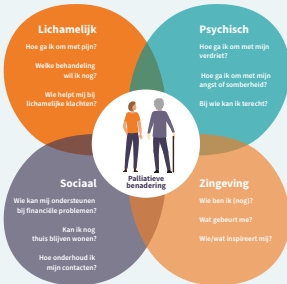 Lichamelijk
Hoe ga ik om met pijn?
Welke behandeling
wil ik nog?
Wie helpt mij bij
lichamelijke klachten?
Psychisch
Hoe ga ik om met mijn
verdriet?
Hoe ga ik om met mijn
angst of somberheid?
Bij wie kan ik terecht?
Palliatieve
benadering
Sociaal
Wie kan mij ondersteunen
bij financiële problemen?
Kan ik nog
thuis blijven wonen?
Hoe onderhoud ik
mijn contacten?
Zingeving
Wie ben ik (nog)?
Wat gebeurt me?
Wie/wat inspireert mij?